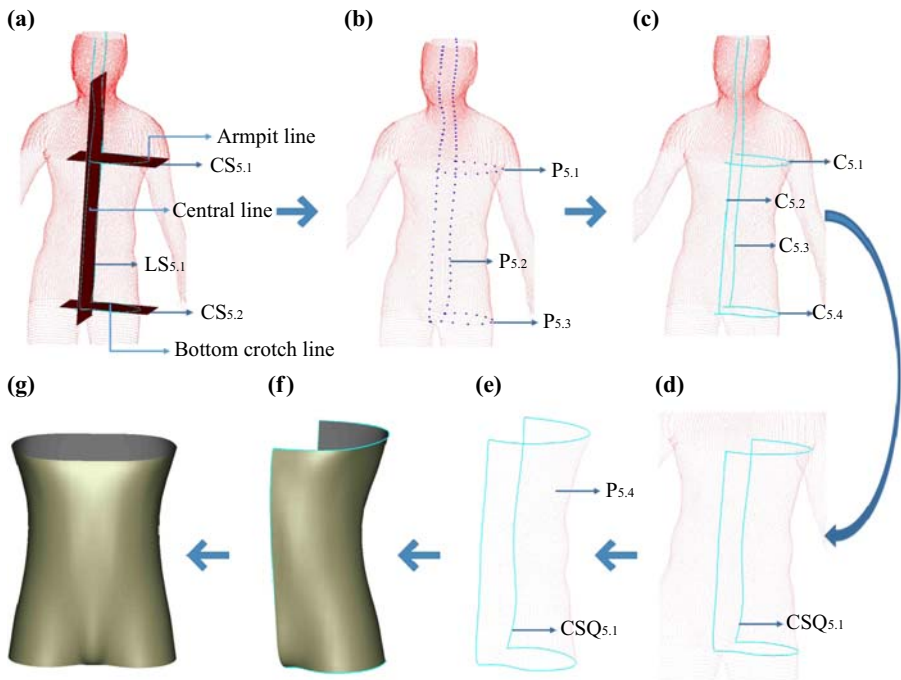 (a)
(b)
(c)
Armpit line
CS5.1
Central line
LS5.1
CS5.2
Bottom crotch line
P5.1
P5.2
P5.3
C5.1
C5.2
C5.3
C5.4
(g)
(f)
(e)
(d)
P5.4
CSQ5.1
CSQ5.1